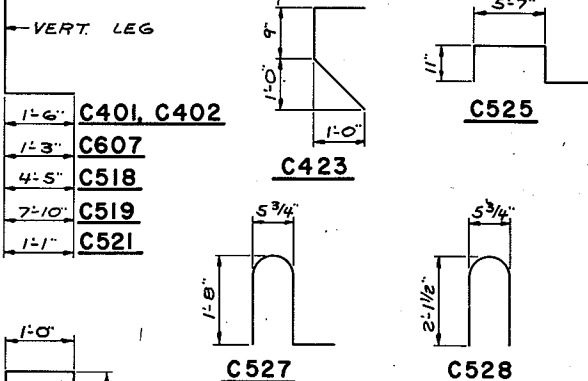 VERT. LEG
1'-6" C401, C402
1'-3" C607
4'-5" C518
7'-10" C519
1'-1" C521
9"
1'-0"
1'-0"
C423
5'-7"
11"
C525
5 3/4"
1'-8"
C527
5 3/4"
2'-1 1/2"
C528
1'-0"